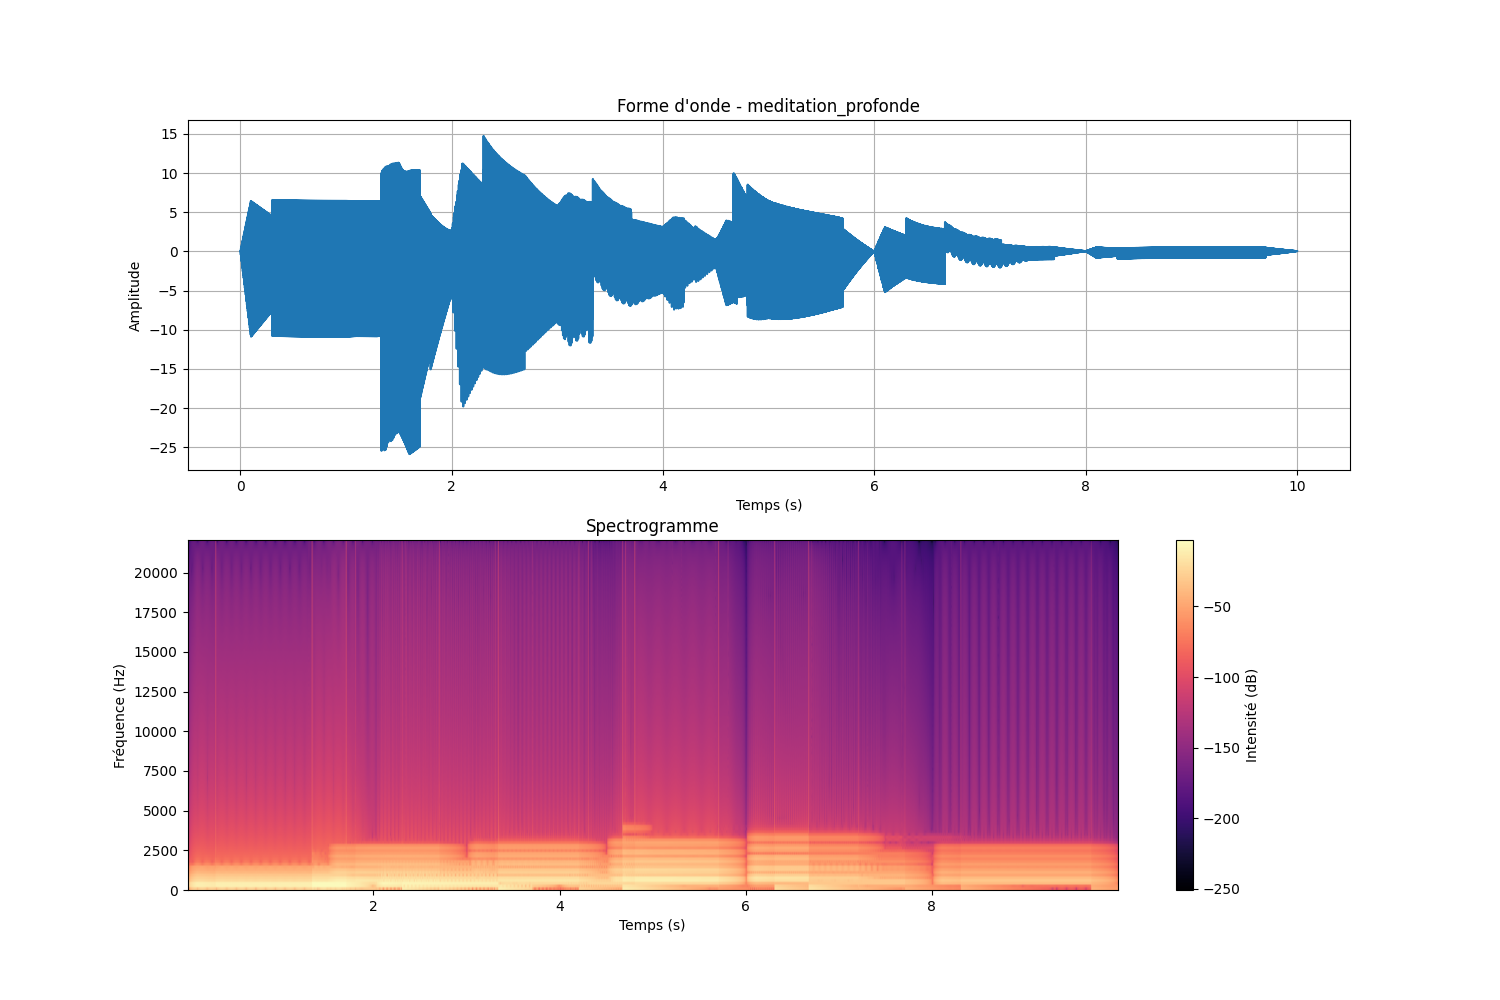 Forme d'onde - meditation_profonde
15
10
5
0
−5
−10
−15
−20
−25
Amplitude
0 2 4 6 8 10
Temps (s)
Spectrogramme
20000
17500
15000
12500
10000
7500
5000
2500
0
Fréquence (Hz)
2 4 6 8
Temps (s)
−50
−100
−150
−200
−250
Intensité (dB)